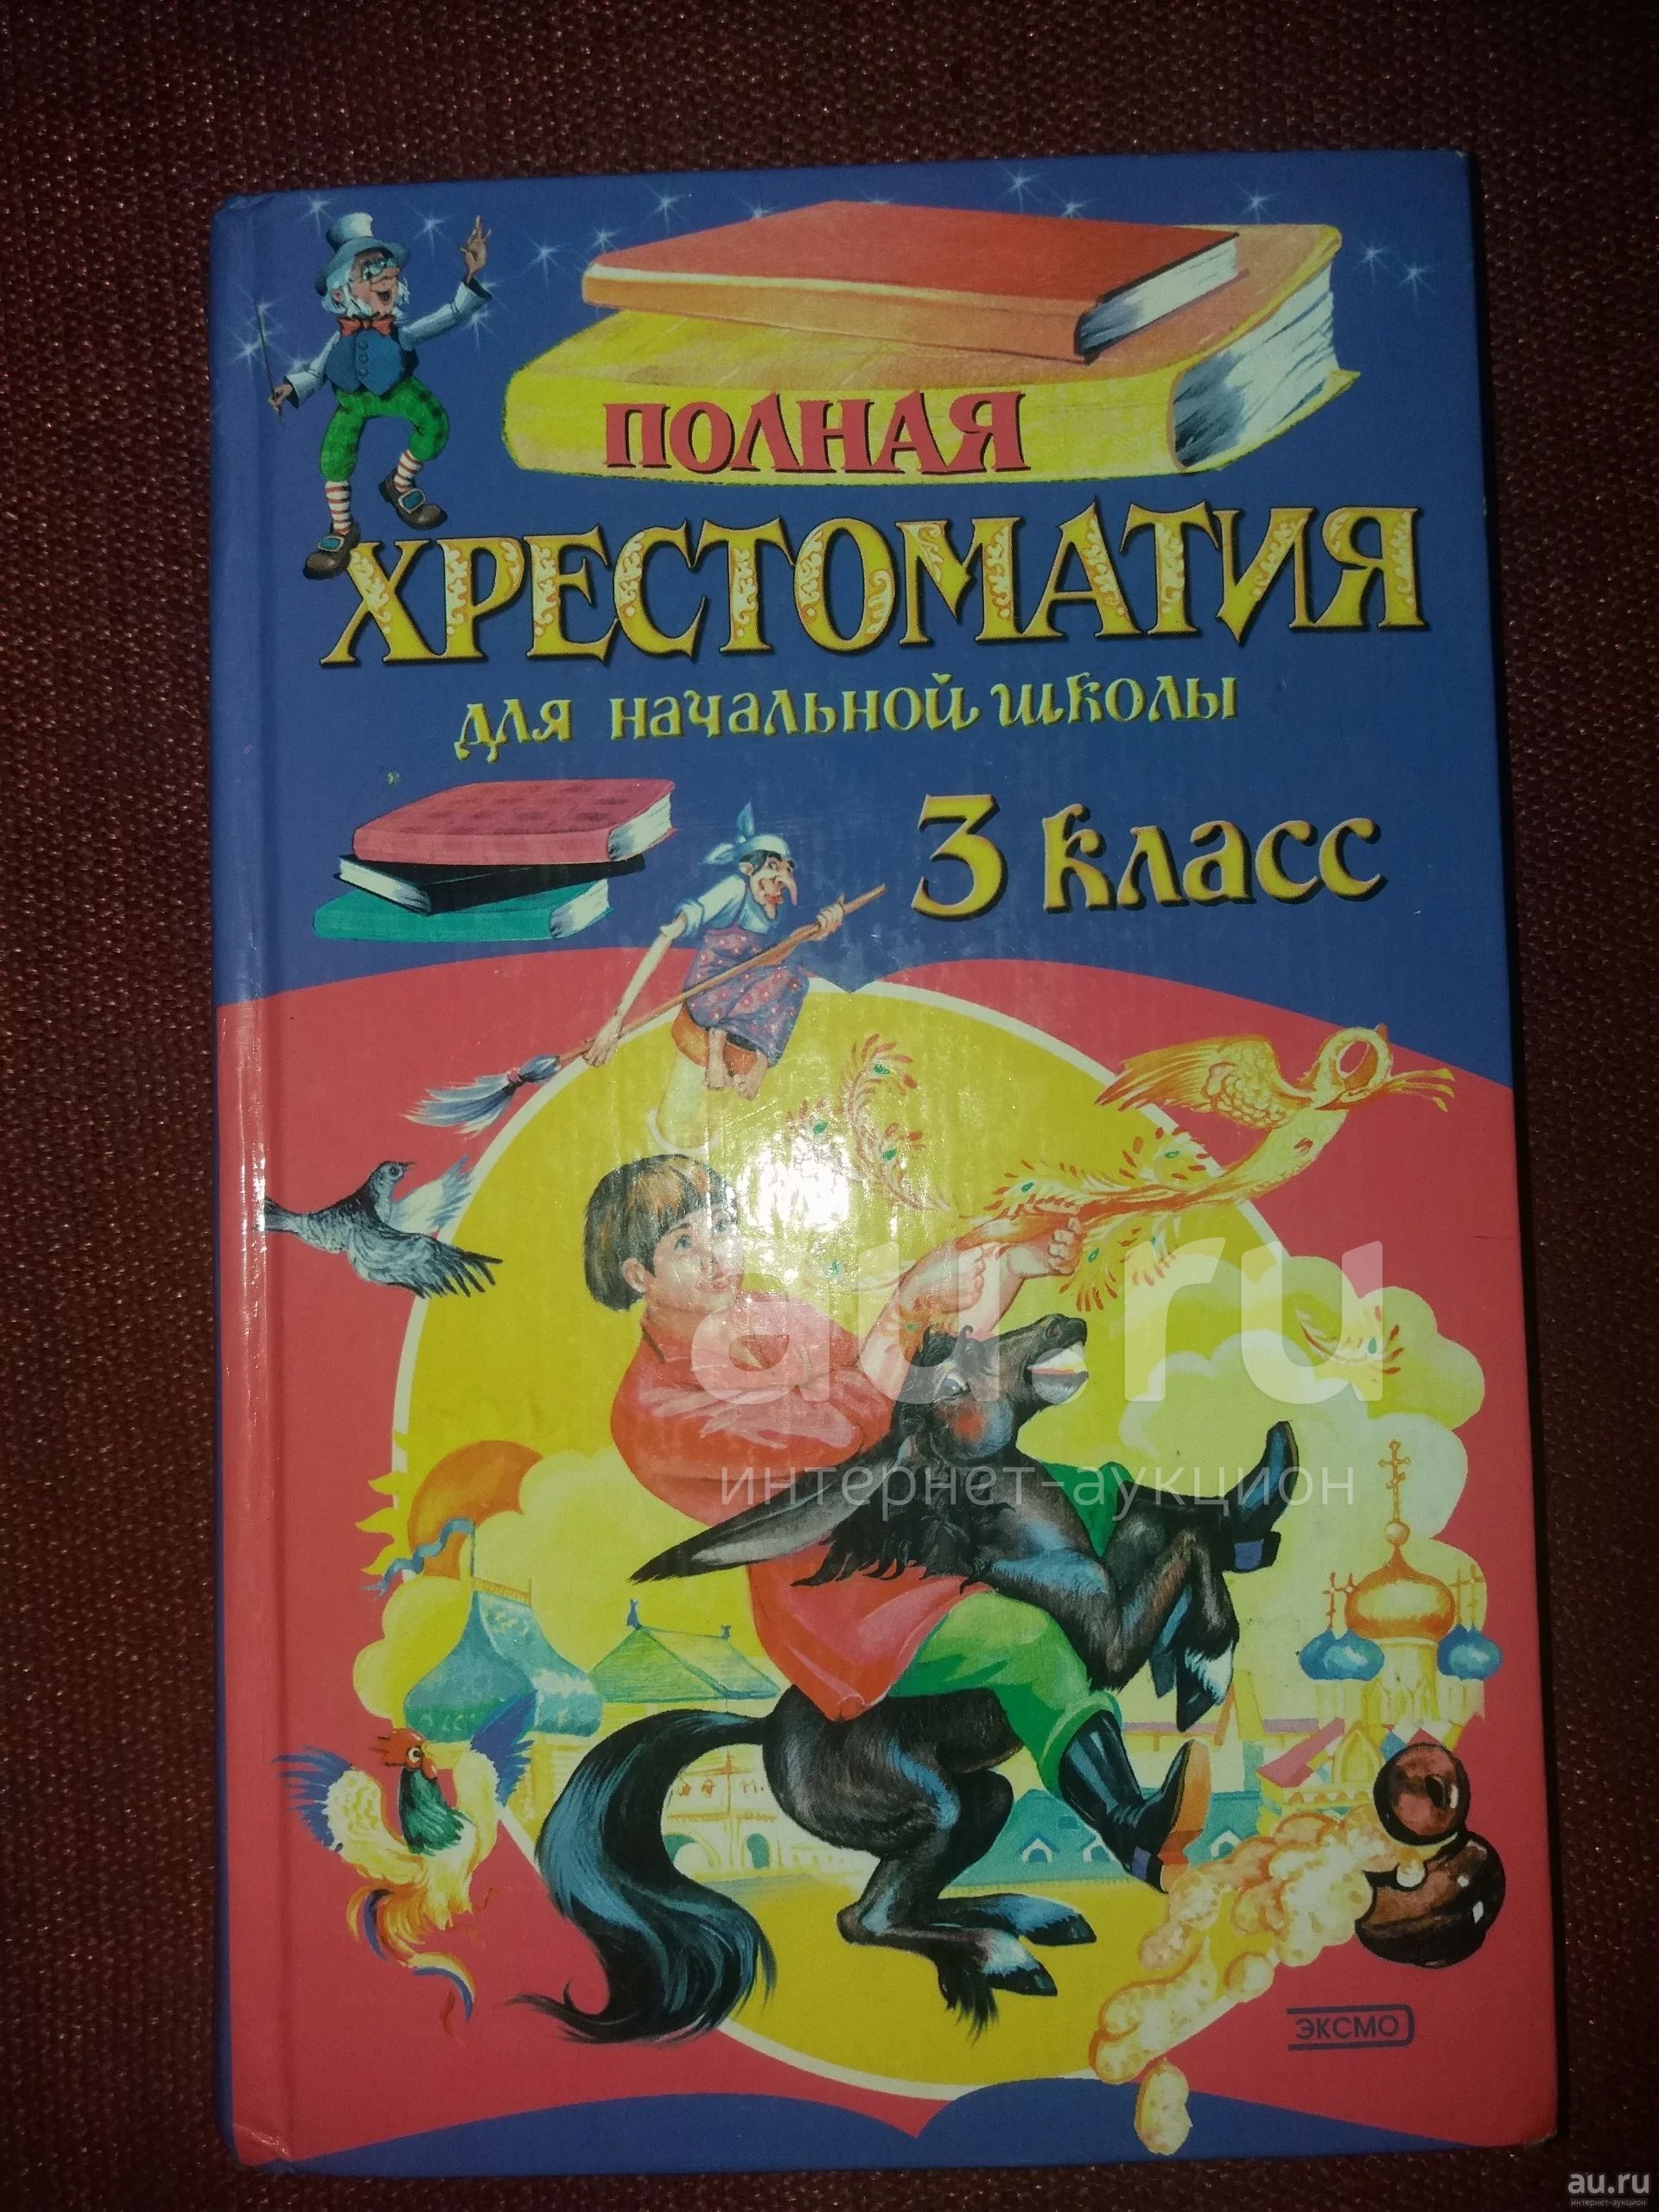 ПОЛНАЯ
ХРЕСТОМАТИЯ
для начальной школы
3 класс
au.ru
интернет-аукцион
ЭКСМО
au.ru
интернет-аукцион